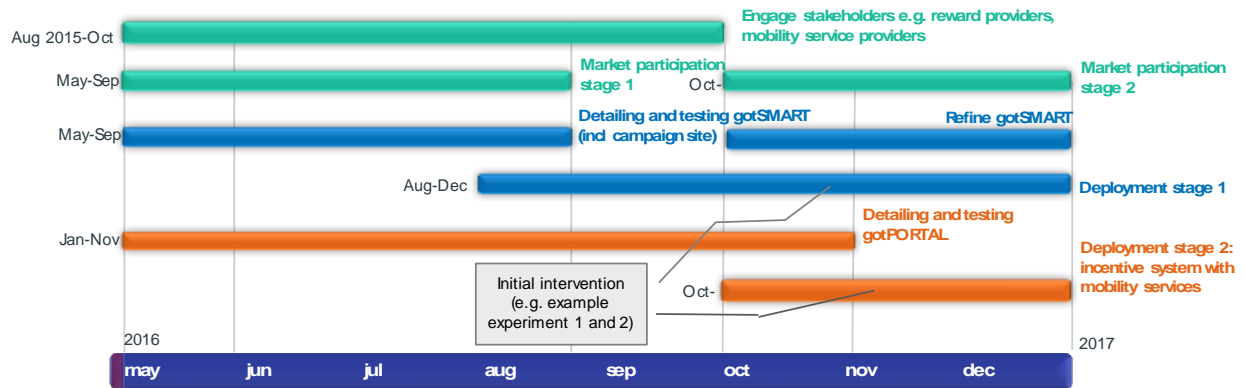 Aug 2015-Oct
Engage stakeholders e.g. reward providers,
mobility service providers
May-Sep
Market participation
stage 1
Oct-
Market participation
stage 2
May-Sep
Detailing and testing gotSMART
(incl campaign site)
Refine gotSMART
Aug-Dec
Deployment stage 1
Jan-Nov
Detailing and testing
gotPORTAL
Deployment stage 2:
incentive system with
mobility services
Initial intervention
(e.g. example
experiment 1 and 2)
Oct-
2016
2017
may jun jul aug sep oct nov dec